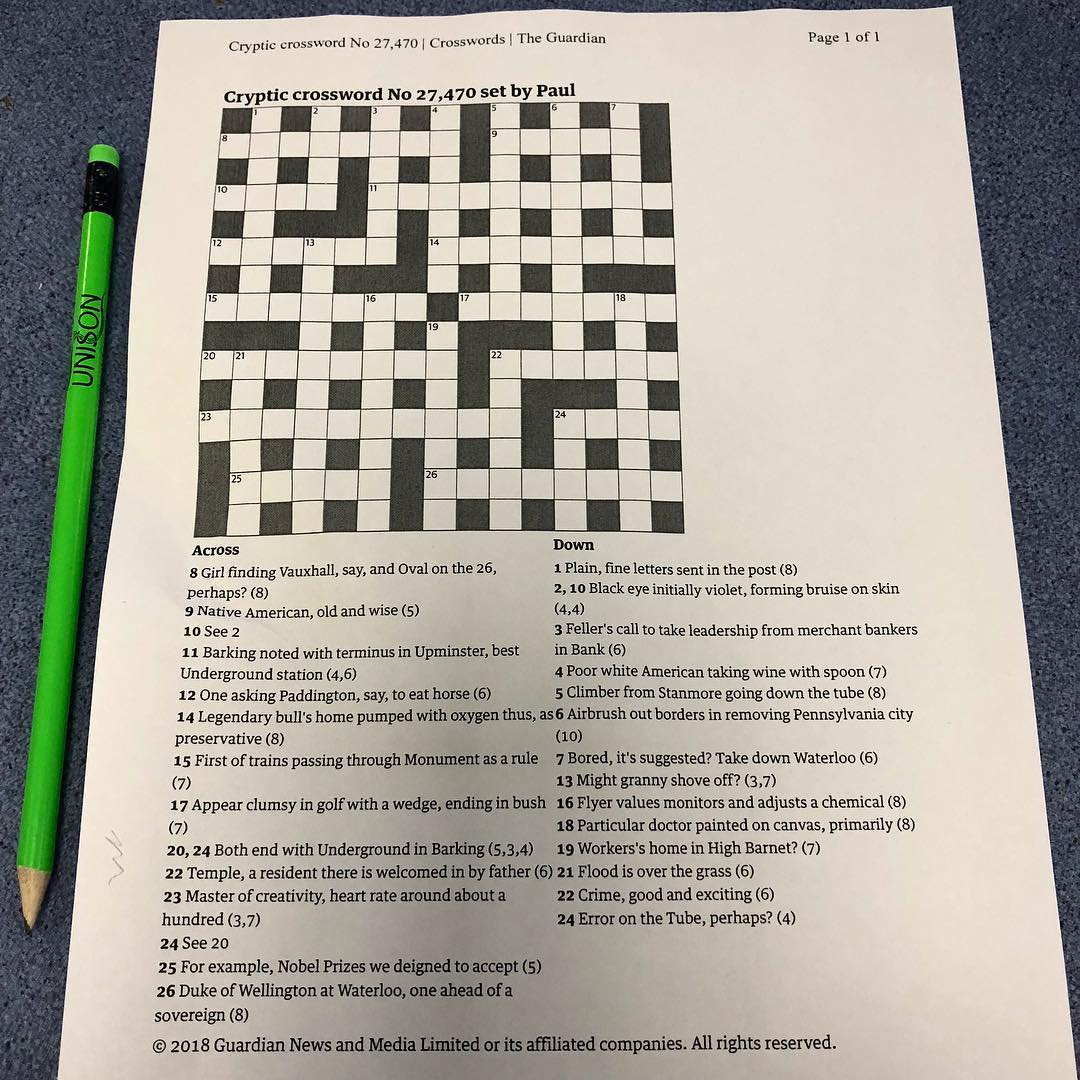 Cryptic crossword No 27,470 | Crosswords | The Guardian
Page 1 of 1
Cryptic crossword No 27,470 set by Paul
1 2 3 4 5 6 7
8 9
10 11
12 13 14
15 16 17 18
19
20 21 22
23 24
25 26
UNISON
Across
8 Girl finding Vauxhall, say, and Oval on the 26,
perhaps? (8)
9 Native American, old and wise (5)
10 See 2
11 Barking noted with terminus in Upminster, best
Underground station (4,6)
12 One asking Paddington, say, to eat horse (6)
14 Legendary bull's home pumped with oxygen thus, as
preservative (8)
15 First of trains passing through Monument as a rule
(7)
17 Appear clumsy in golf with a wedge, ending in bush
(7)
20, 24 Both end with Underground in Barking (5,3,4)
22 Temple, a resident there is welcomed in by father (6)
23 Master of creativity, heart rate around about a
hundred (3,7)
24 See 20
25 For example, Nobel Prizes we deigned to accept (5)
26 Duke of Wellington at Waterloo, one ahead of a
sovereign (8)
Down
1 Plain, fine letters sent in the post (8)
2, 10 Black eye initially violet, forming bruise on skin
(4,4)
3 Feller's call to take leadership from merchant bankers
in Bank (6)
4 Poor white American taking wine with spoon (7)
5 Climber from Stanmore going down the tube (8)
6 Airbrush out borders in removing Pennsylvania city
(10)
7 Bored, it's suggested? Take down Waterloo (6)
13 Might granny shove off? (3,7)
16 Flyer values monitors and adjusts a chemical (8)
18 Particular doctor painted on canvas, primarily (8)
19 Workers's home in High Barnet? (7)
21 Flood is over the grass (6)
22 Crime, good and exciting (6)
24 Error on the Tube, perhaps? (4)
© 2018 Guardian News and Media Limited or its affiliated companies. All rights reserved.